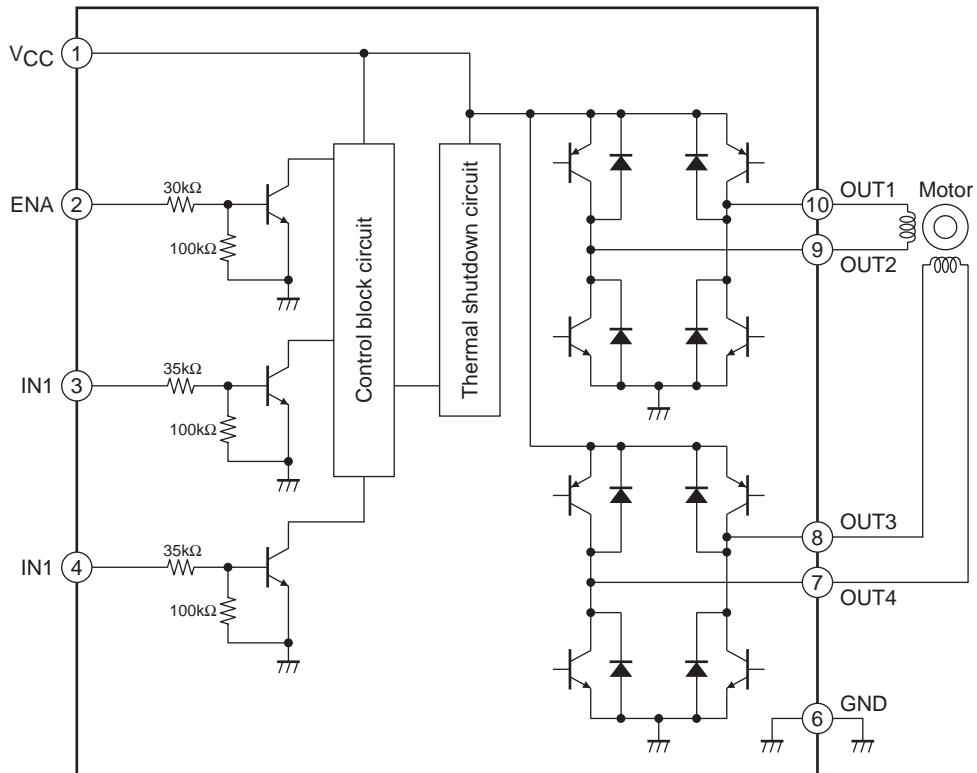 VCC 1
ENA 2
30kΩ
100kΩ
IN1 3
35kΩ
100kΩ
IN1 4
35kΩ
100kΩ
Control block circuit
Thermal shutdown circuit
10 OUT1
Motor
9 OUT2
8 OUT3
7 OUT4
6 GND